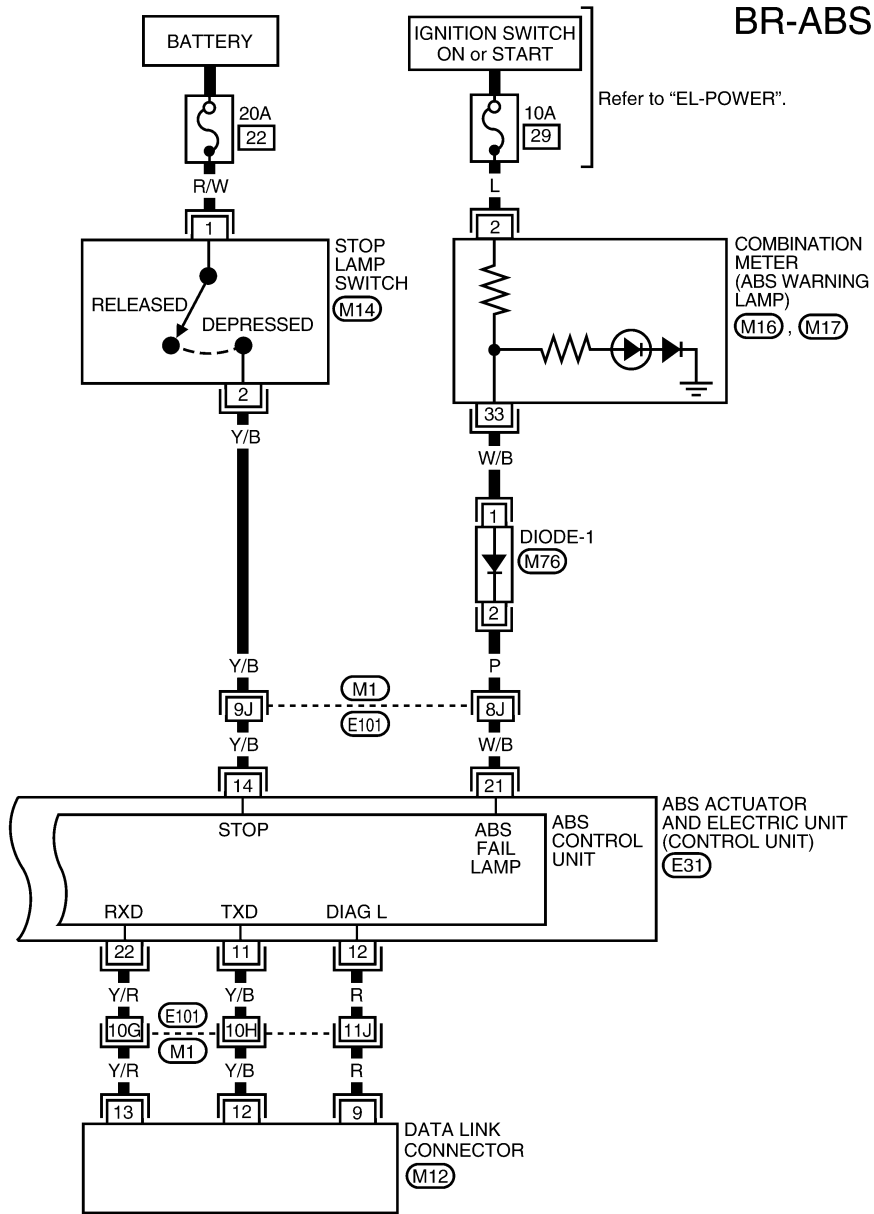 BR-ABS
BATTERY
IGNITION SWITCH
ON or START
Refer to “EL-POWER”.
20A
22
10A
29
R/W
L
1
2
STOP
LAMP
SWITCH
M14
RELEASED
DEPRESSED
COMBINATION
METER
(ABS WARNING
LAMP)
M16 , M17
2
33
Y/B
W/B
1
DIODE-1
M76
2
Y/B
P
M1
9J
8J
E101
Y/B
W/B
14
21
STOP
ABS
FAIL
LAMP
ABS
CONTROL
UNIT
ABS ACTUATOR
AND ELECTRIC UNIT
(CONTROL UNIT)
E31
RXD
TXD
DIAG L
22
11
12
Y/R
Y/B
R
E101
10G
10H
11J
M1
Y/R
Y/B
R
13
12
9
DATA LINK
CONNECTOR
M12